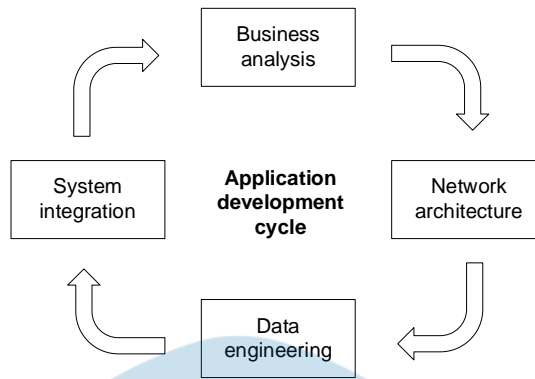 Business
analysis
System
integration
Application
development
cycle
Network
architecture
Data
engineering